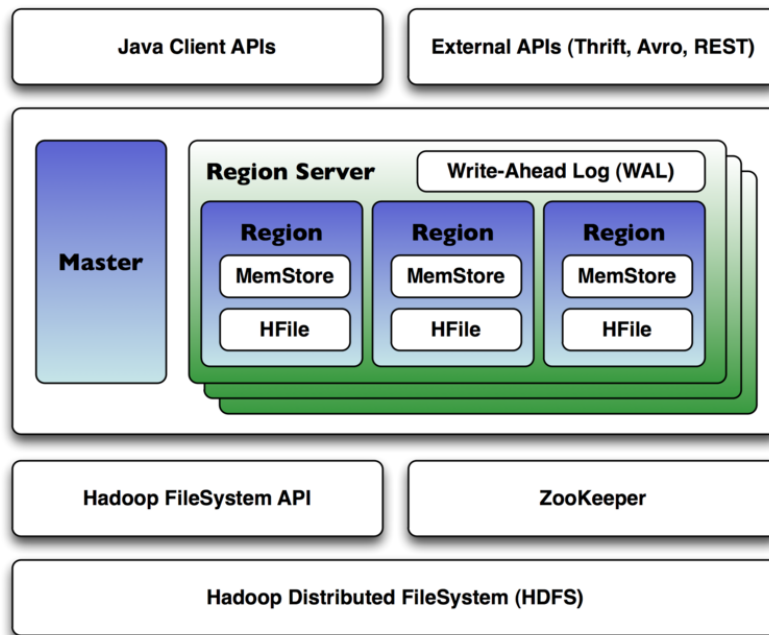 Java Client APIs
External APIs (Thrift, Avro, REST)
Master
Region Server
Write-Ahead Log (WAL)
Region
MemStore
HFile
Region
MemStore
HFile
Region
MemStore
HFile
Hadoop FileSystem API
ZooKeeper
Hadoop Distributed FileSystem (HDFS)